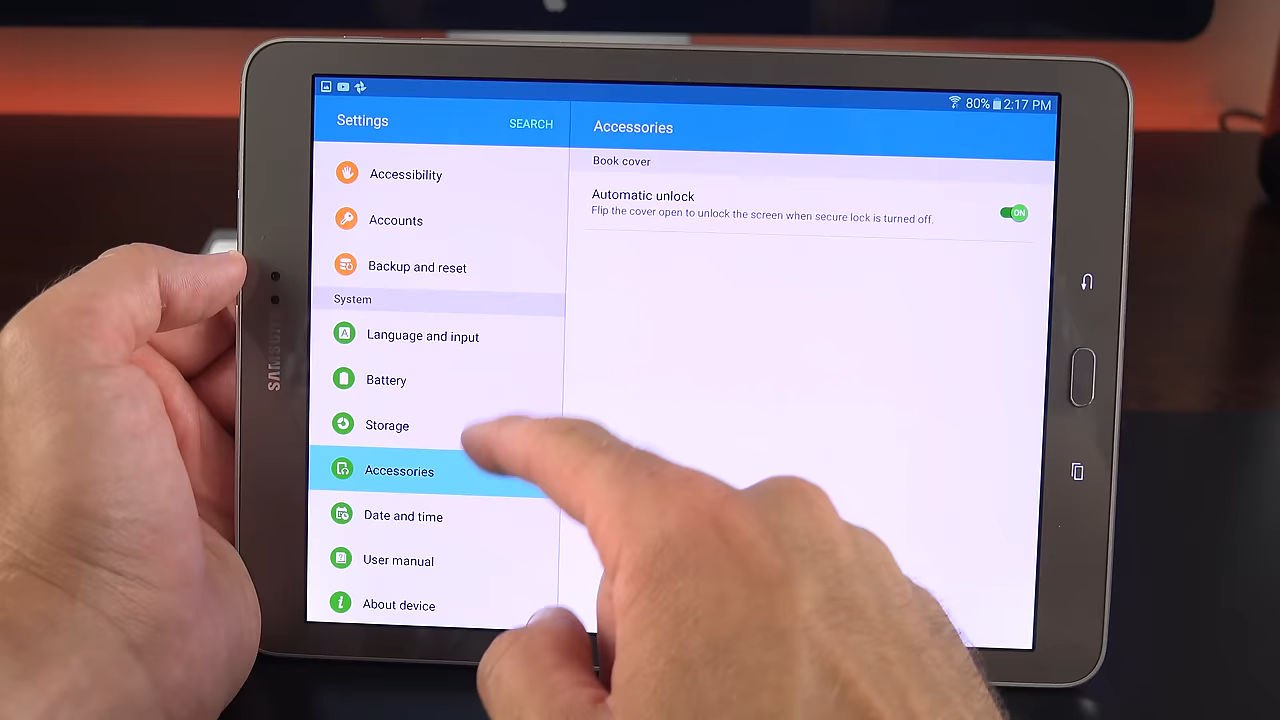 80% 2:17 PM
Settings
SEARCH
Accessibility
Accounts
Backup and reset
System
Language and input
Battery
Storage
Accessories
Date and time
User manual
About device
Accessories
Book cover
Automatic unlock
Flip the cover open to unlock the screen when secure lock is turned off.
ON
SAMSUNG